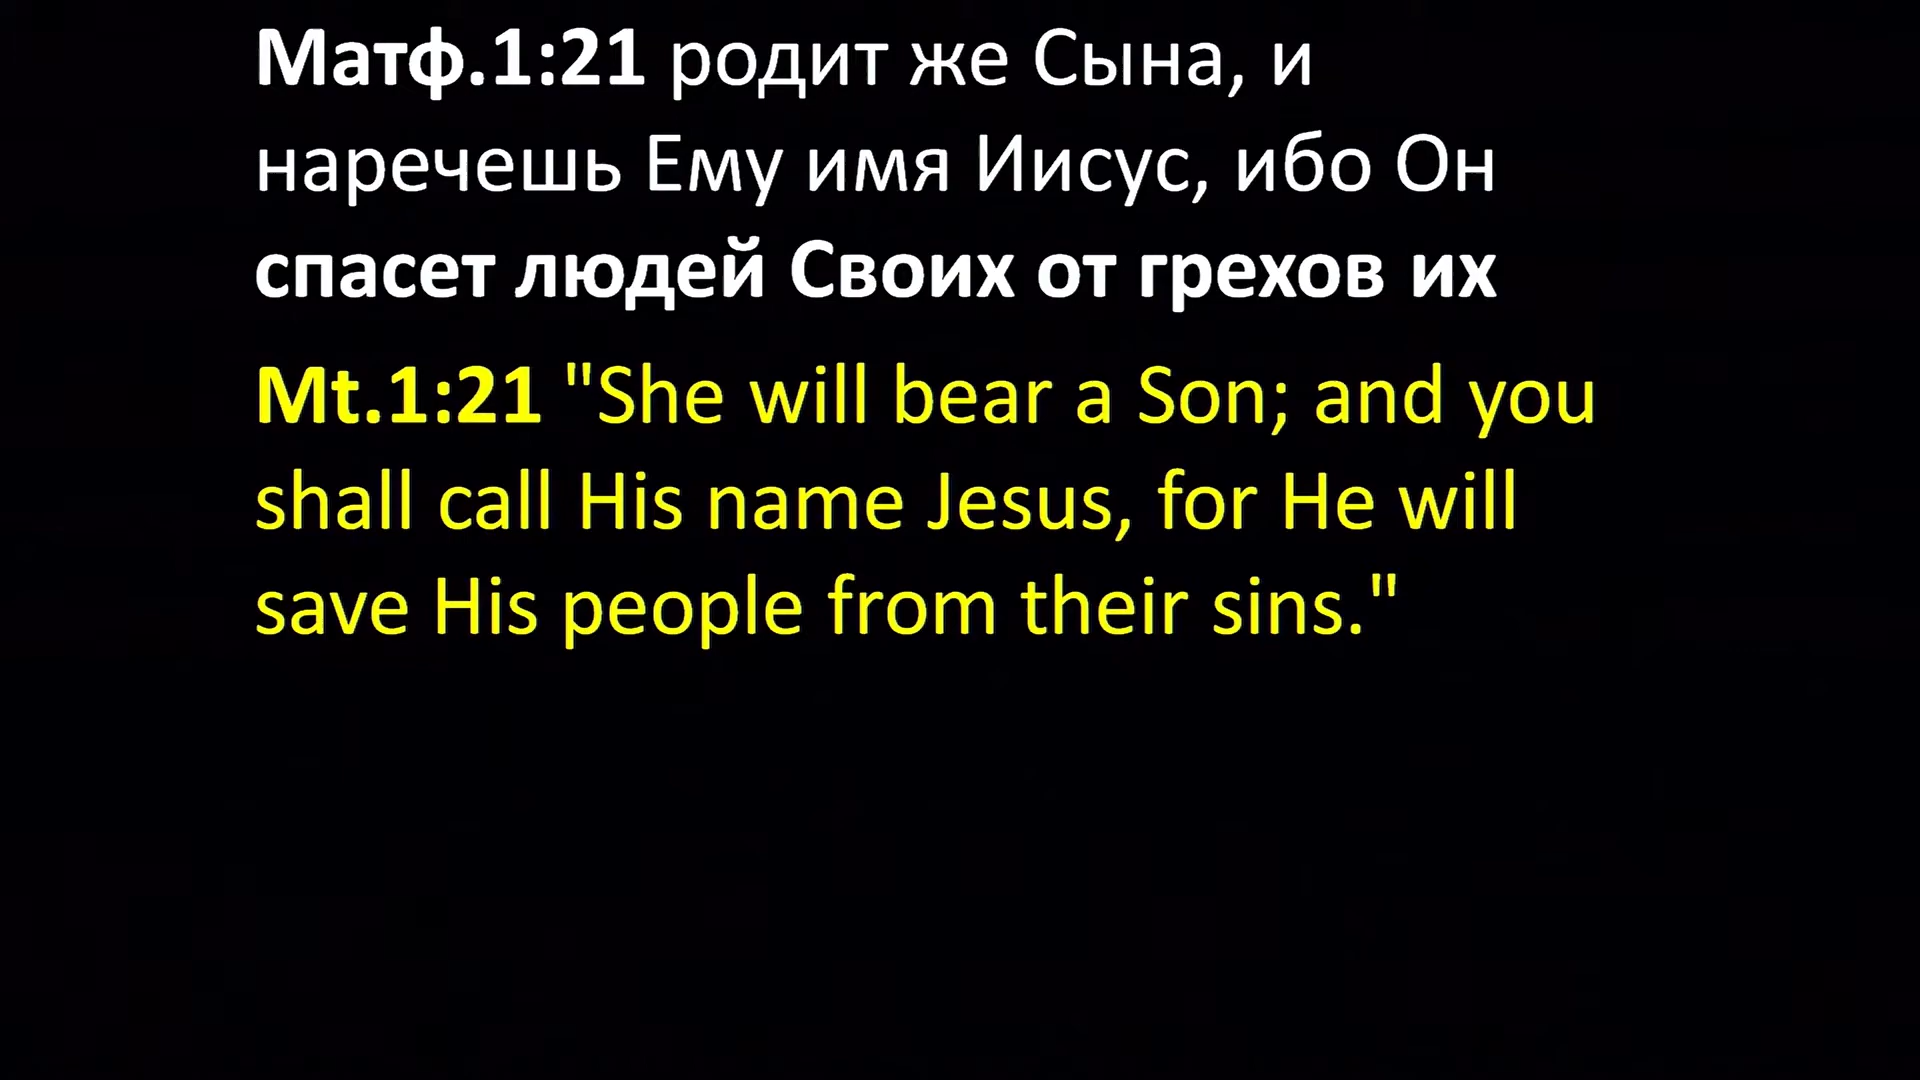 Матф.1:21 родит же Сына, и
наречешь Ему имя Иисус, ибо Он
спасет людей Своих от грехов их
Mt.1:21 "She will bear a Son; and you
shall call His name Jesus, for He will
save His people from their sins."